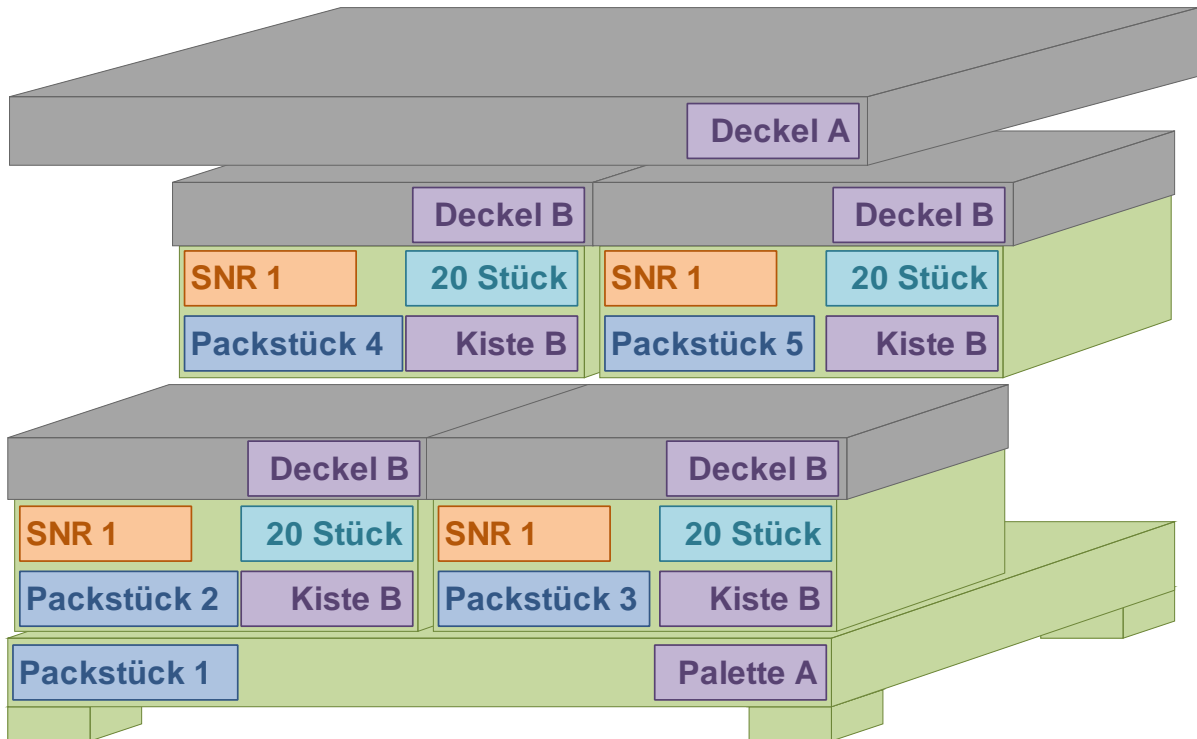 Deckel A
Deckel B
Deckel B
SNR 1
20 Stück
SNR 1
20 Stück
Packstück 4
Kiste B
Packstück 5
Kiste B
Deckel B
Deckel B
SNR 1
20 Stück
SNR 1
20 Stück
Packstück 2
Kiste B
Packstück 3
Kiste B
Packstück 1
Palette A